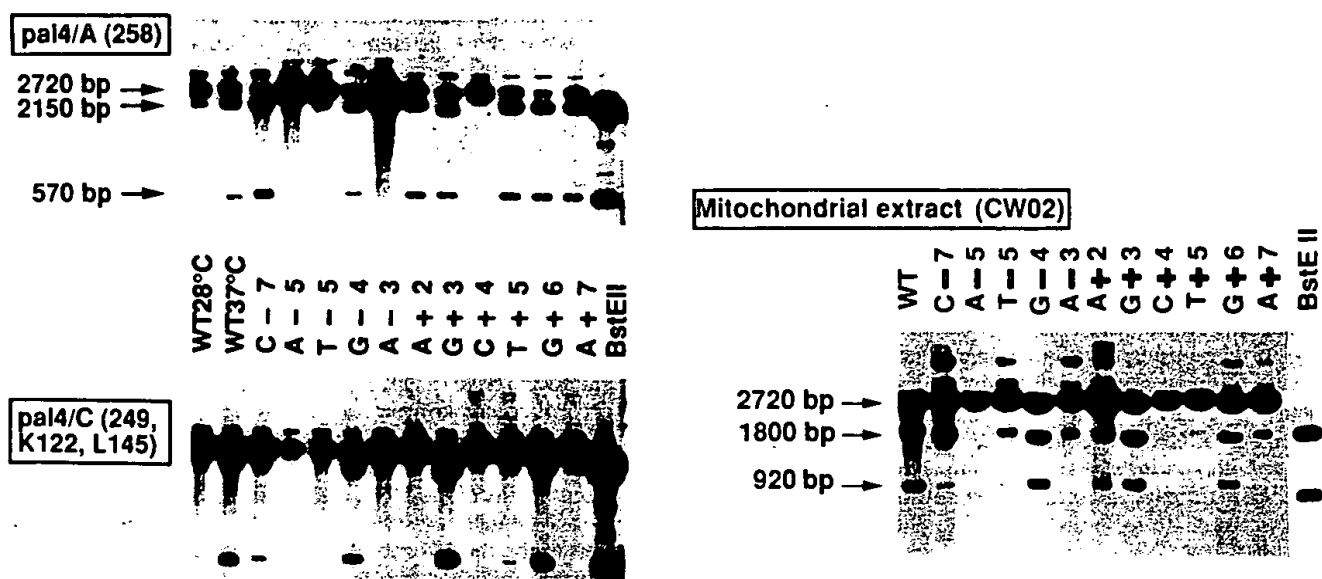 pal4/A (258)
2720 bp
2150 bp
570 bp
WT28°C
WT37°C
C – 7
A – 5
T – 5
G – 4
A – 3
A + 2
G + 3
C + 4
T + 5
G + 6
A + 7
BstEII
pal4/C (249,
K122, L145)
Mitochondrial extract (CW02)
WT
C – 7
A – 5
T – 5
G – 4
A – 3
A + 2
G + 3
C + 4
T + 5
G + 6
A + 7
BstE II
2720 bp
1800 bp
920 bp